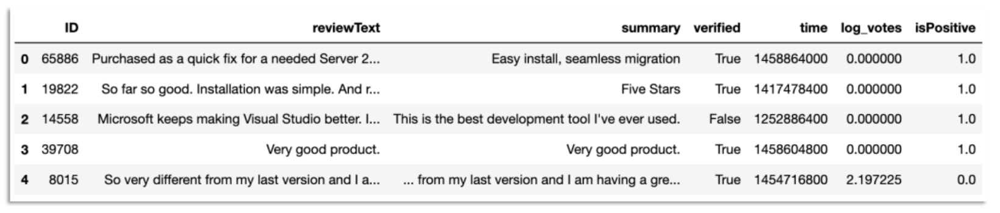 ID reviewText summary verified time log_votes isPositive
0 65886 Purchased as a quick fix for a needed Server 2... Easy install, seamless migration True 1458864000 0.000000 1.0
1 19822 So far so good. Installation was simple. And r... Five Stars True 1417478400 0.000000 1.0
2 14558 Microsoft keeps making Visual Studio better. I... This is the best development tool I've ever used. False 1252886400 0.000000 1.0
3 39708 Very good product. Very good product. True 1458604800 0.000000 1.0
4 8015 So very different from my last version and I a... ... from my last version and I am having a gre... True 1454716800 2.197225 0.0